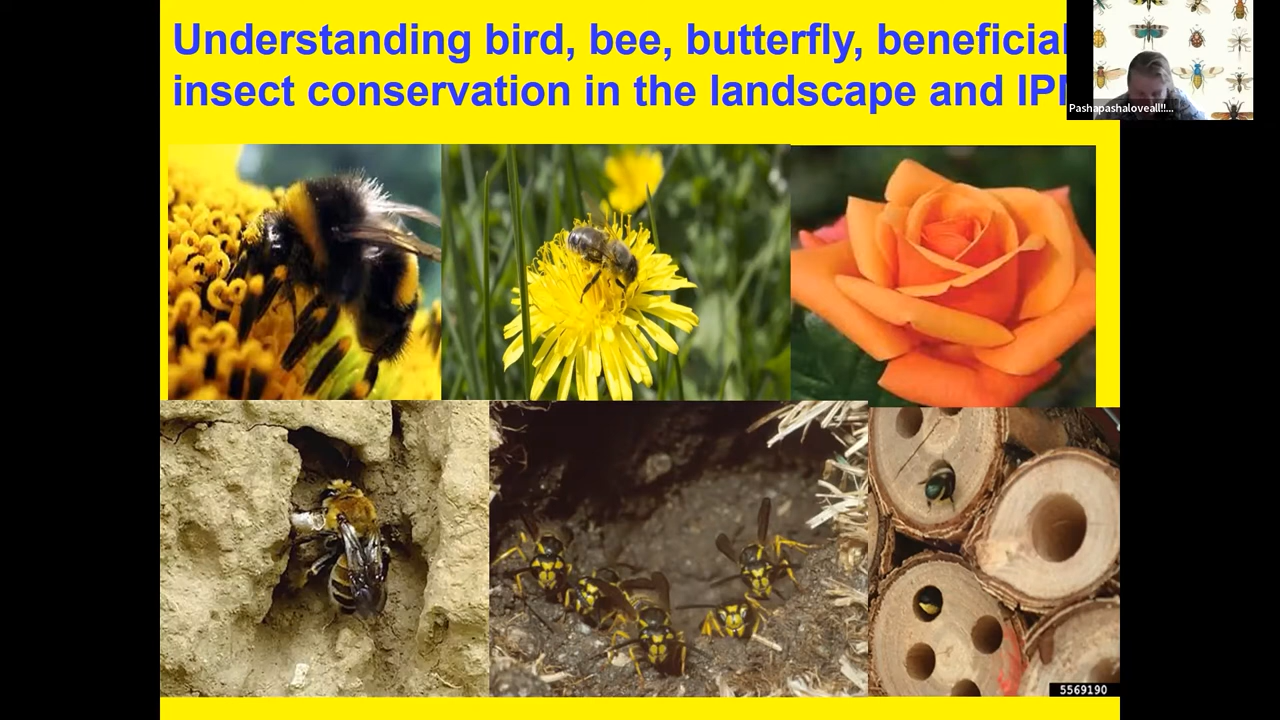 Understanding bird, bee, butterfly, beneficial
insect conservation in the landscape and IP
Pashapashaloveall!!...
5569190